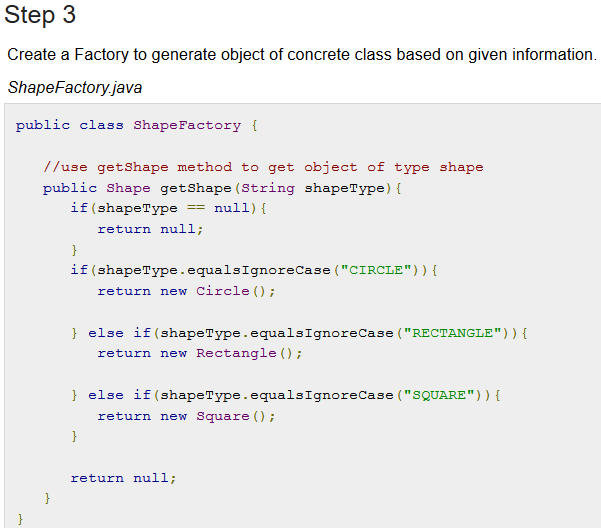 Step 3
Create a Factory to generate object of concrete class based on given information.
ShapeFactory.java
public class ShapeFactory {
//use getShape method to get object of type shape
public Shape getShape(String shapeType){
if(shapeType == null){
return null;
}
if(shapeType.equalsIgnoreCase("CIRCLE")){
return new Circle();
} else if(shapeType.equalsIgnoreCase("RECTANGLE")){
return new Rectangle();
} else if(shapeType.equalsIgnoreCase("SQUARE")){
return new Square();
}
return null;
}
}